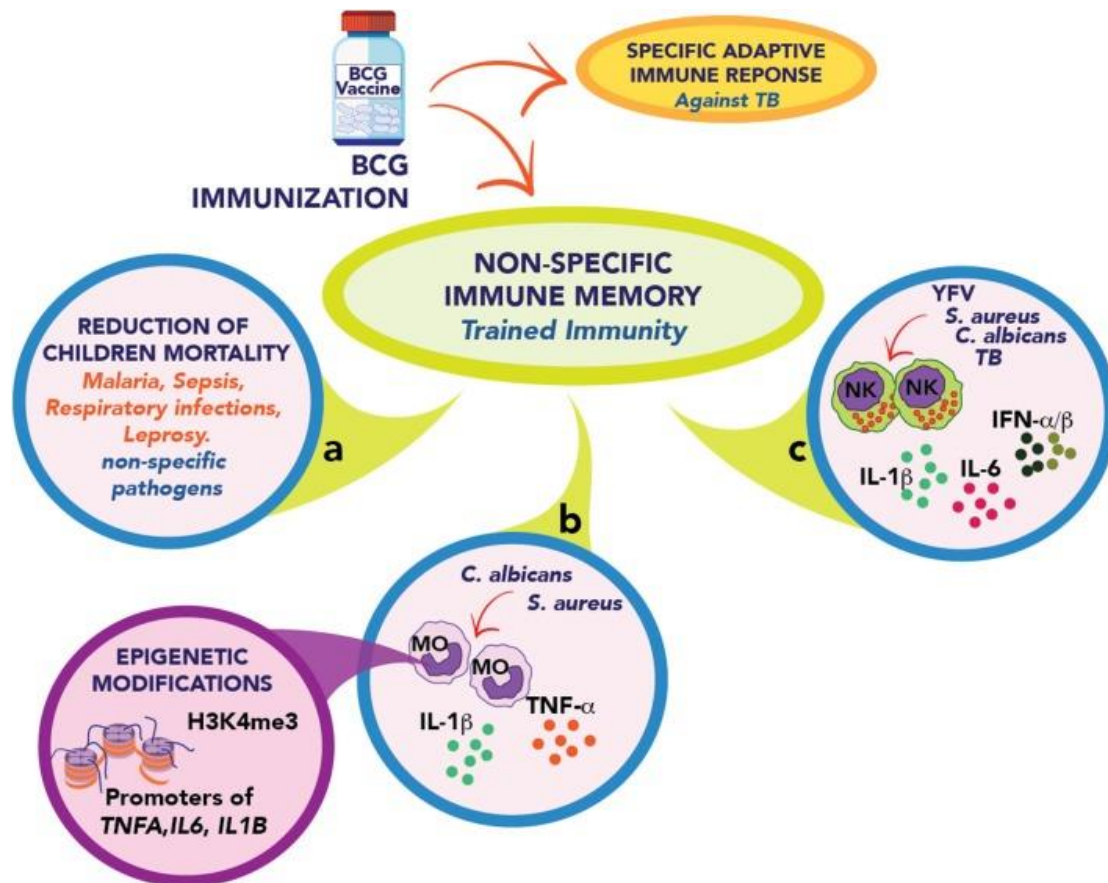 BCG
Vaccine
BCG
IMMUNIZATION
SPECIFIC ADAPTIVE
IMMUNE REPONSE
Against TB
NON-SPECIFIC
IMMUNE MEMORY
Trained Immunity
REDUCTION OF
CHILDREN MORTALITY
Malaria, Sepsis,
Respiratory infections,
Leprosy.
non-specific
pathogens
a
b
C. albicans
S. aureus
MO
MO
IL-1β
TNF-α
EPIGENETIC
MODIFICATIONS
H3K4me3
Promoters of
TNFA,IL6, IL1B
c
YFV
S. aureus
C. albicans
TB
NK
NK
IFN-α/β
IL-1β
IL-6